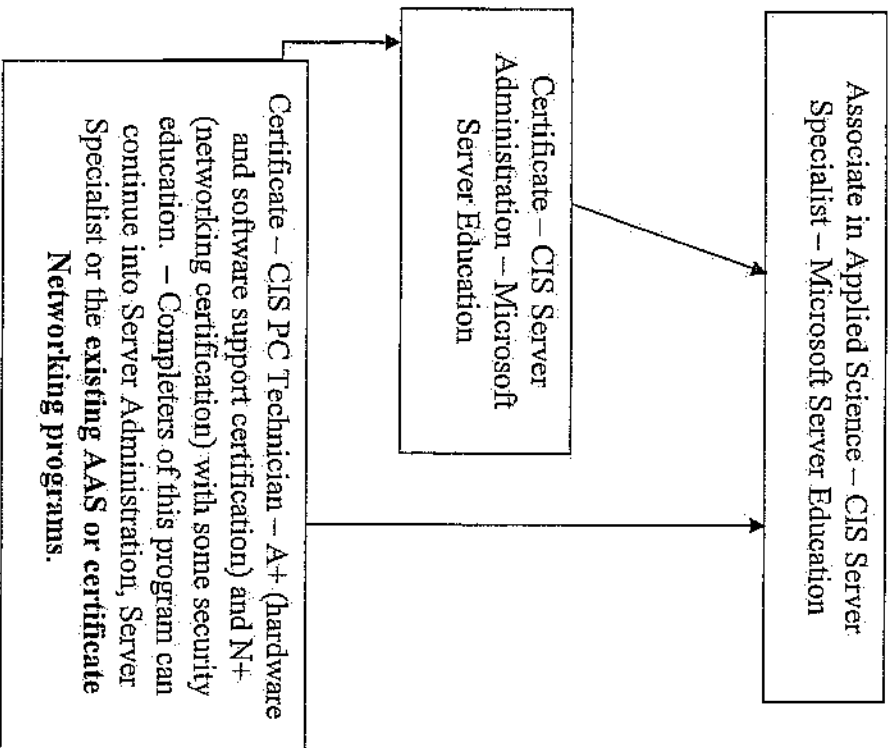 Associate in Applied Science – CIS Server
Specialist – Microsoft Server Education
Certificate – CIS Server
Administration – Microsoft
Server Education
Certificate – CIS PC Technician – A+ (hardware
and software support certification) and N+
(networking certification) with some security
education. – Completers of this program can
continue into Server Administration, Server
Specialist or the existing AAS or certificate
Networking programs.